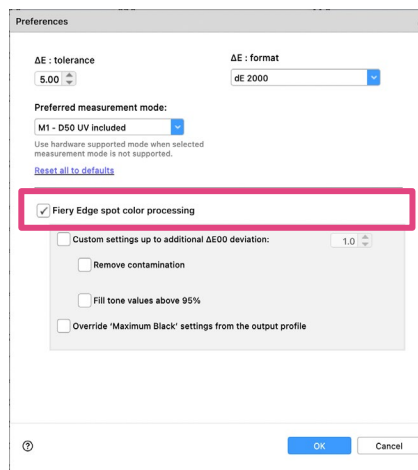 Preferences
ΔE : tolerance
ΔE : format
5.00
dE 2000
Preferred measurement mode:
M1 - D50 UV included
Use hardware supported mode when selected
measurement mode is not supported.
Reset all to defaults
Fiery Edge spot color processing
Custom settings up to additional ΔE00 deviation:
1.0
Remove contamination
Fill tone values above 95%
Override ‘Maximum Black’ settings from the output profile
?
OK
Cancel